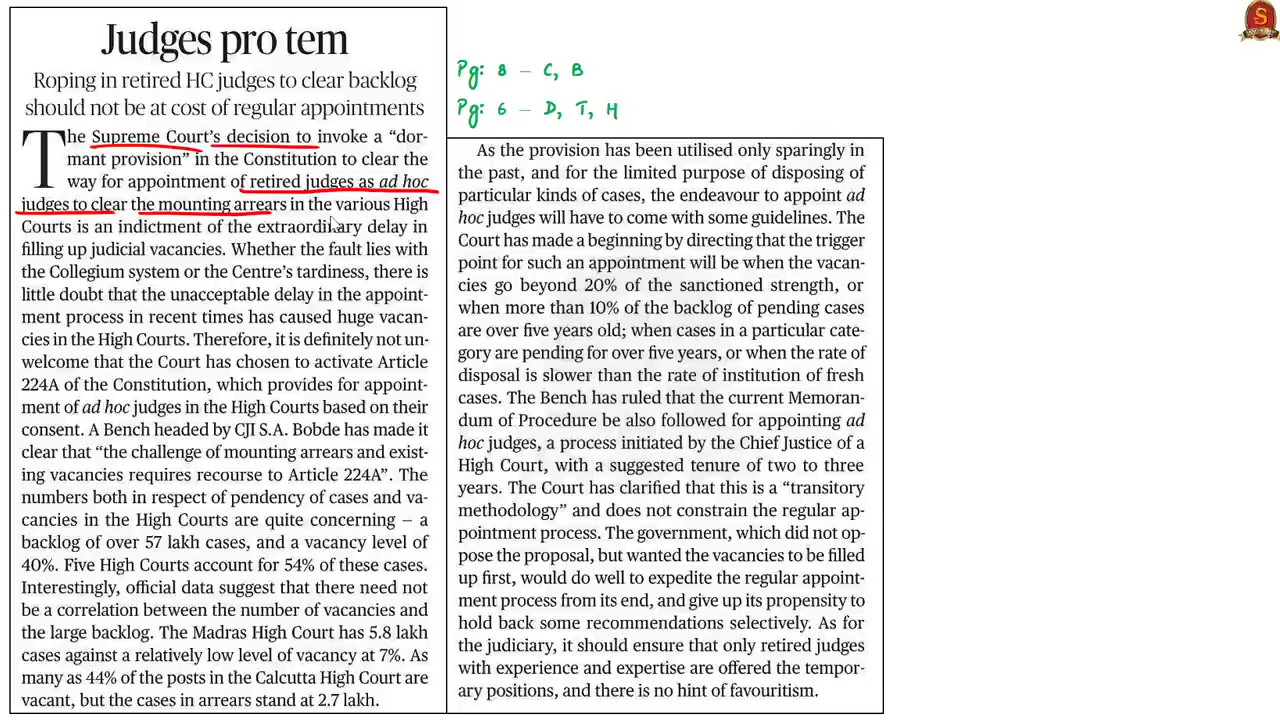 Judges pro tem
Roping in retired HC judges to clear backlog
should not be at cost of regular appointments
The Supreme Court's decision to invoke a “dor-
mant provision” in the Constitution to clear the
way for appointment of retired judges as ad hoc
judges to clear the mounting arrears in the various High
Courts is an indictment of the extraordinary delay in
filling up judicial vacancies. Whether the fault lies with
the Collegium system or the Centre's tardiness, there is
little doubt that the unacceptable delay in the appoint-
ment process in recent times has caused huge vacan-
cies in the High Courts. Therefore, it is definitely not un-
welcome that the Court has chosen to activate Article
224A of the Constitution, which provides for appoint-
ment of ad hoc judges in the High Courts based on their
consent. A Bench headed by CJI S.A. Bobde has made it
clear that “the challenge of mounting arrears and exist-
ing vacancies requires recourse to Article 224A”. The
numbers both in respect of pendency of cases and va-
cancies in the High Courts are quite concerning – a
backlog of over 57 lakh cases, and a vacancy level of
40%. Five High Courts account for 54% of these cases.
Interestingly, official data suggest that there need not
be a correlation between the number of vacancies and
the large backlog. The Madras High Court has 5.8 lakh
cases against a relatively low level of vacancy at 7%. As
many as 44% of the posts in the Calcutta High Court are
vacant, but the cases in arrears stand at 2.7 lakh.
Pg: 8 – C, B
Pg: 6 – D, T, H
As the provision has been utilised only sparingly in
the past, and for the limited purpose of disposing of
particular kinds of cases, the endeavour to appoint ad
hoc judges will have to come with some guidelines. The
Court has made a beginning by directing that the trigger
point for such an appointment will be when the vacan-
cies go beyond 20% of the sanctioned strength, or
when more than 10% of the backlog of pending cases
are over five years old; when cases in a particular cate-
gory are pending for over five years, or when the rate of
disposal is slower than the rate of institution of fresh
cases. The Bench has ruled that the current Memoran-
dum of Procedure be also followed for appointing ad
hoc judges, a process initiated by the Chief Justice of a
High Court, with a suggested tenure of two to three
years. The Court has clarified that this is a “transitory
methodology” and does not constrain the regular ap-
pointment process. The government, which did not op-
pose the proposal, but wanted the vacancies to be filled
up first, would do well to expedite the regular appoint-
ment process from its end, and give up its propensity to
hold back some recommendations selectively. As for
the judiciary, it should ensure that only retired judges
with experience and expertise are offered the tempor-
ary positions, and there is no hint of favouritism.
S